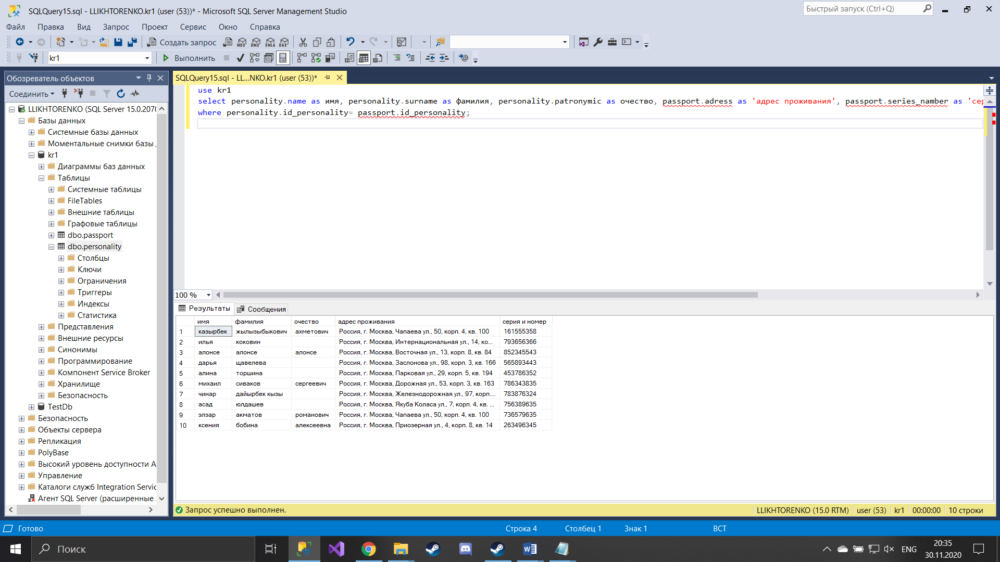 SQLQuery15.sql - LLIKHTORENKO.kr1 (user (53))* - Microsoft SQL Server Management Studio
Быстрый запуск (Ctrl+Q)
Файл Правка Вид Запрос Проект Сервис Окно Справка
Создать запрос
MDX DMX XMLA DAX
kr1
Выполнить
Обозреватель объектов
Соединить
LLIKHTORENKO (SQL Server 15.0.2070
Базы данных
Системные базы данных
Моментальные снимки базы
kr1
Диаграммы баз данных
Таблицы
Системные таблицы
FileTables
Внешние таблицы
Графовые таблицы
dbo.passport
dbo.personality
Столбцы
Ключи
Ограничения
Триггеры
Индексы
Статистика
Представления
Внешние ресурсы
Синонимы
Программирование
Компонент Service Broker
Хранилище
Безопасность
TestDb
Безопасность
Объекты сервера
Репликация
PolyBase
Высокий уровень доступности A
Управление
Каталоги служб Integration Servic
Агент SQL Server (расширенные
SQLQuery15.sql - LL...NKO.kr1 (user (53))*
use kr1
select personality.name as имя, personality.surname as фамилия, personality.patronymic as очество, passport.adress as 'адрес проживания', passport.series_namber as 'сер
where personality.id_personality= passport.id_personality;
100 %
Результаты Сообщения
имя фамилия очество адрес проживания серия и номер
1 казырбек жылызыбыкович ахметович Россия, г. Москва, Чапаева ул., 50, корп. 4, кв. 100 161555358
2 илья коковин Россия, г. Москва, Интернациональная ул., 14, ко... 793656366
3 алонсе алонсе алонсе Россия, г. Москва, Восточная ул., 13, корп. 8, кв. 84 852345543
4 дарья щавелева Россия, г. Москва, Заслонова ул., 98, корп. 3, кв. 166 565893443
5 алина торшина Россия, г. Москва, Парковая ул., 29, корп. 5, кв. 194 453786352
6 михаил сиваков сергеевич Россия, г. Москва, Дорожная ул., 53, корп. 3, кв. 163 786343835
7 чинар дайырбек кызы Россия, г. Москва, Железнодорожная ул., 97, корп.... 783876324
8 асад юлдашев Россия, г. Москва, Якуба Коласа ул., 7, корп. 4, кв. ... 756389635
9 элзар акматов романович Россия, г. Москва, Чапаева ул., 50, корп. 4, кв. 100 736579635
10 ксения бобина алексеевна Россия, г. Москва, Приозерная ул., 4, корп. 8, кв. 14 263496345
Запрос успешно выполнен.
LLIKHTORENKO (15.0 RTM) user (53) kr1 00:00:00 10 строки
Готово Строка 4 Столбец 1 Знак 1 ВСТ
Поиск
ENG
20:35
30.11.2020